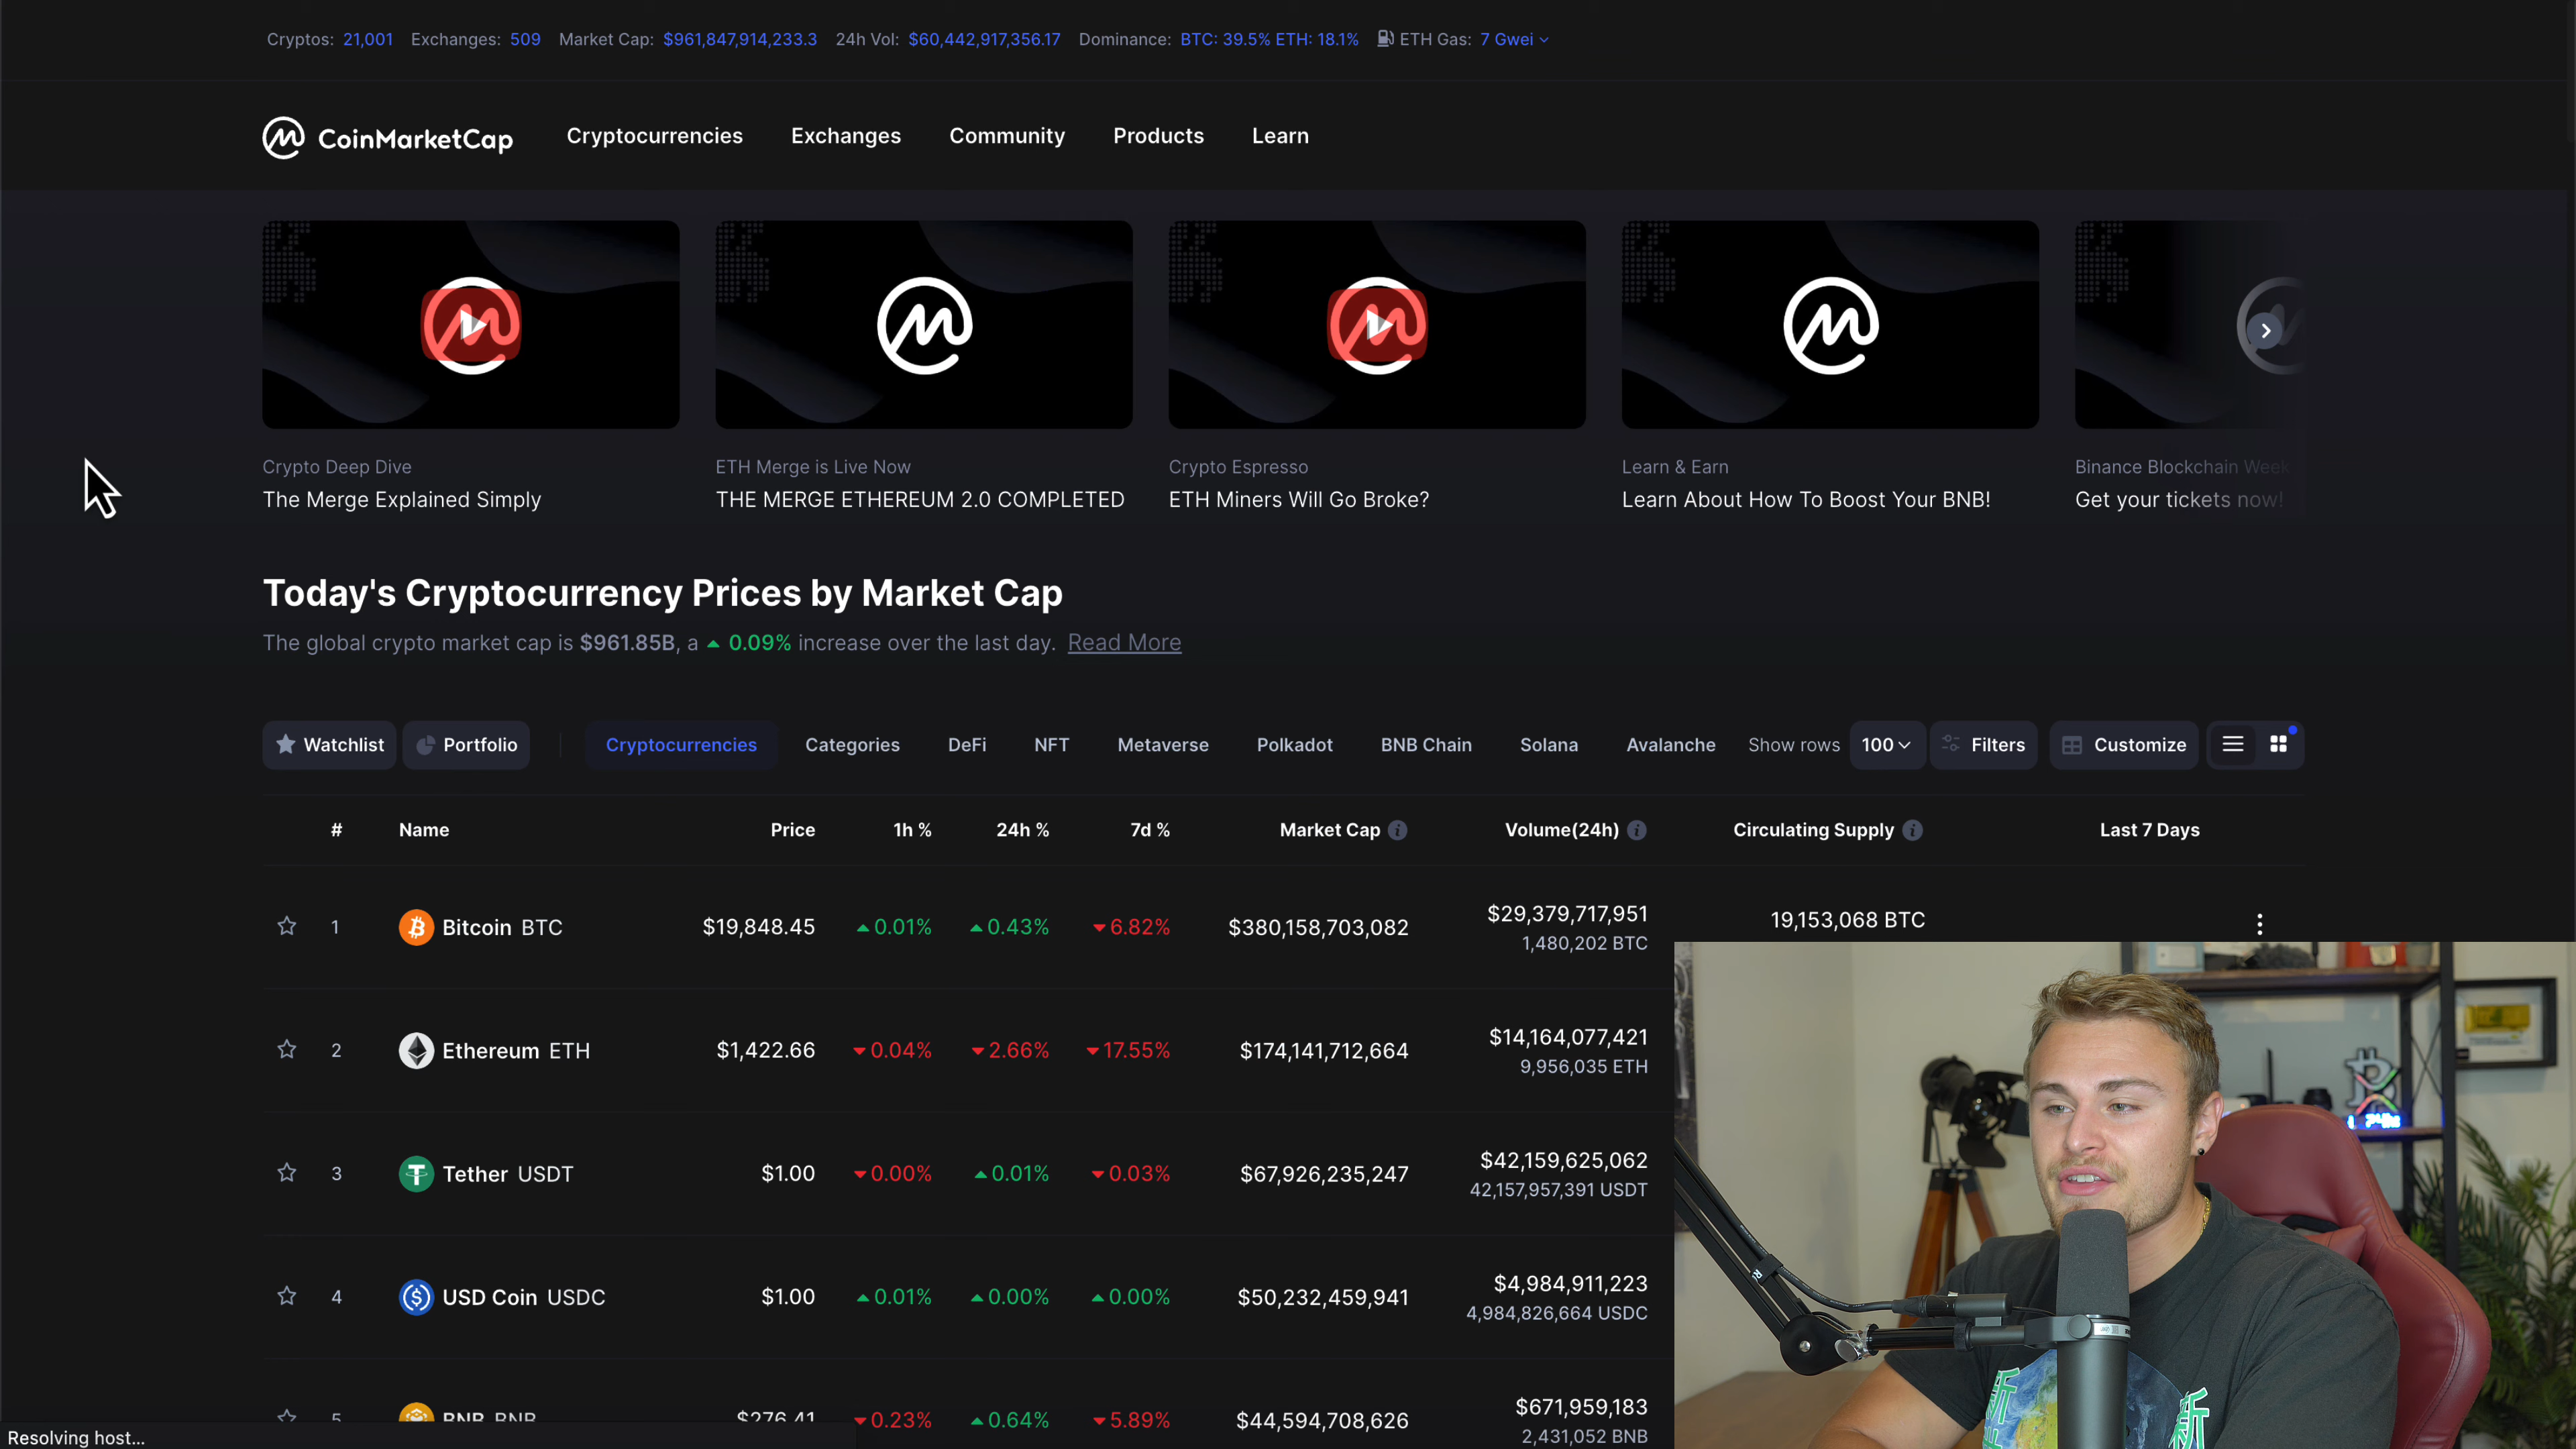 Cryptos: 21,001 Exchanges: 509 Market Cap: $961,847,914,233.3 24h Vol: $60,442,917,356.17 Dominance: BTC: 39.5% ETH: 18.1% ETH Gas: 7 Gwei
CoinMarketCap Cryptocurrencies Exchanges Community Products Learn
Crypto Deep Dive
The Merge Explained Simply
ETH Merge is Live Now
THE MERGE ETHEREUM 2.0 COMPLETED
Crypto Espresso
ETH Miners Will Go Broke?
Learn & Earn
Learn About How To Boost Your BNB!
Binance Blockchain Week
Get your tickets now!
Today's Cryptocurrency Prices by Market Cap
The global crypto market cap is $961.85B, a 0.09% increase over the last day. Read More
Watchlist Portfolio Cryptocurrencies Categories DeFi NFT Metaverse Polkadot BNB Chain Solana Avalanche Show rows 100 Filters Customize
# Name Price 1h % 24h % 7d % Market Cap Volume(24h) Circulating Supply Last 7 Days
1 Bitcoin BTC $19,848.45 0.01% 0.43% 6.82% $380,158,703,082 $29,379,717,951 19,153,068 BTC
1,480,202 BTC
2 Ethereum ETH $1,422.66 0.04% 2.66% 17.55% $174,141,712,664 $14,164,077,421
9,956,035 ETH
3 Tether USDT $1.00 0.00% 0.01% 0.03% $67,926,235,247 $42,159,625,062
42,157,957,391 USDT
4 USD Coin USDC $1.00 0.01% 0.00% 0.00% $50,232,459,941 $4,984,911,223
4,984,826,664 USDC
5 BNB BNB $276.41 0.23% 0.64% 5.89% $44,594,708,626 $671,959,183
2,431,052 BNB
Resolving host...
新